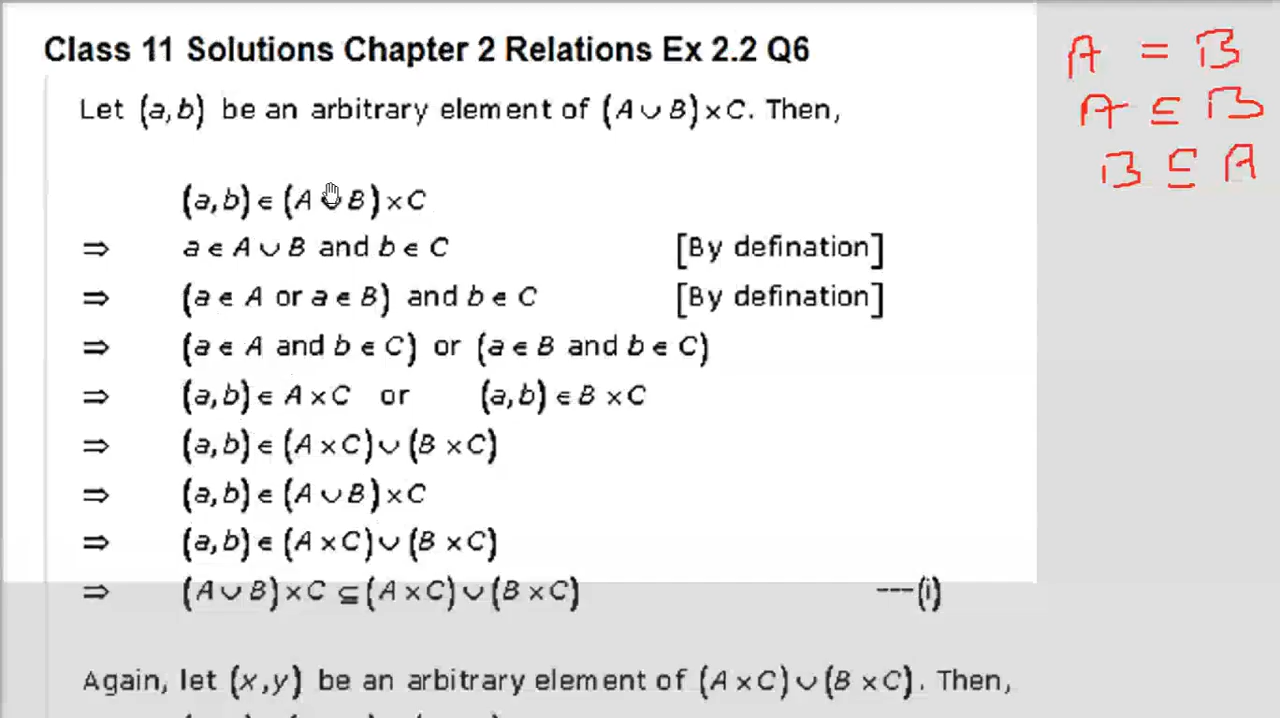 Class 11 Solutions Chapter 2 Relations Ex 2.2 Q6
Let (a,b) be an arbitrary element of (A ∪ B)×C. Then,
(a,b) ∈ (A ∪ B)×C
⇒ a ∈ A ∪ B and b ∈ C [By defination]
⇒ (a ∈ A or a ∈ B) and b ∈ C [By defination]
⇒ (a ∈ A and b ∈ C) or (a ∈ B and b ∈ C)
⇒ (a,b) ∈ A×C or (a,b) ∈ B×C
⇒ (a,b) ∈ (A×C) ∪ (B×C)
⇒ (a,b) ∈ (A ∪ B)×C
⇒ (a,b) ∈ (A×C) ∪ (B×C)
⇒ (A ∪ B)×C ⊆ (A×C) ∪ (B×C) ---(i)
Again, let (x,y) be an arbitrary element of (A×C) ∪ (B×C). Then,
A = B
A ⊆ B
B ⊆ A